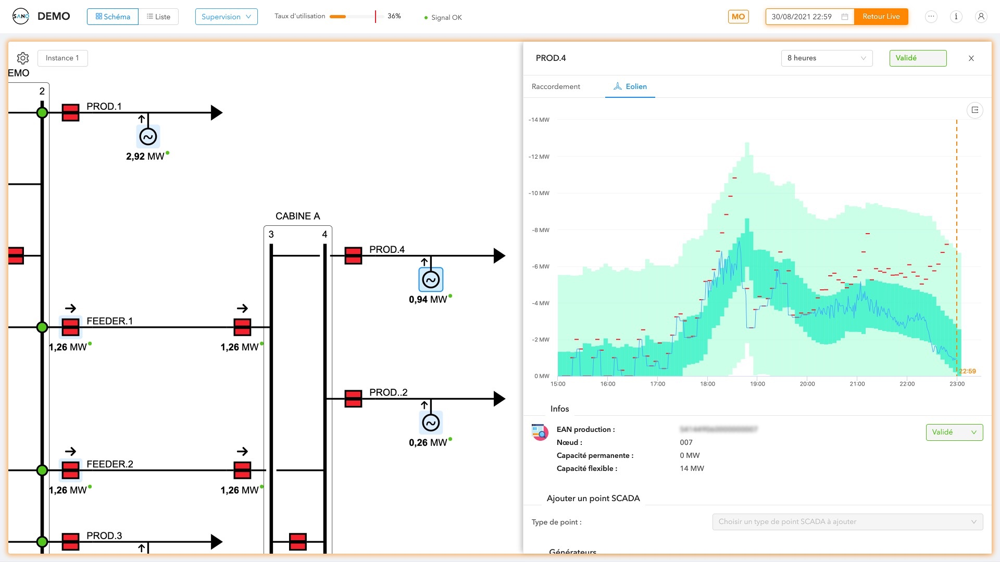 SANO DEMO Schéma Liste Supervision Taux d'utilisation 36% Signal OK MO 30/08/2021 22:59 Retour Live
Instance 1
EMO
2
PROD.1
2,92 MW
CABINE A
3 4
PROD.4
0,94 MW
FEEDER.1
1,26 MW 1,26 MW
PROD..2
0,26 MW
FEEDER.2
1,26 MW 1,26 MW
PROD.3
PROD.4 8 heures Validé
Raccordement Eolien
-14 MW
-12 MW
-10 MW
-8 MW
-6 MW
-4 MW
-2 MW
0 MW
22:59
15:00 16:00 17:00 18:00 19:00 20:00 21:00 22:00 23:00
Infos
EAN production :
Validé
Nœud : 007
Capacité permanente : 0 MW
Capacité flexible : 14 MW
Ajouter un point SCADA
Type de point : Choisir un type de point SCADA à ajouter
Générateurs